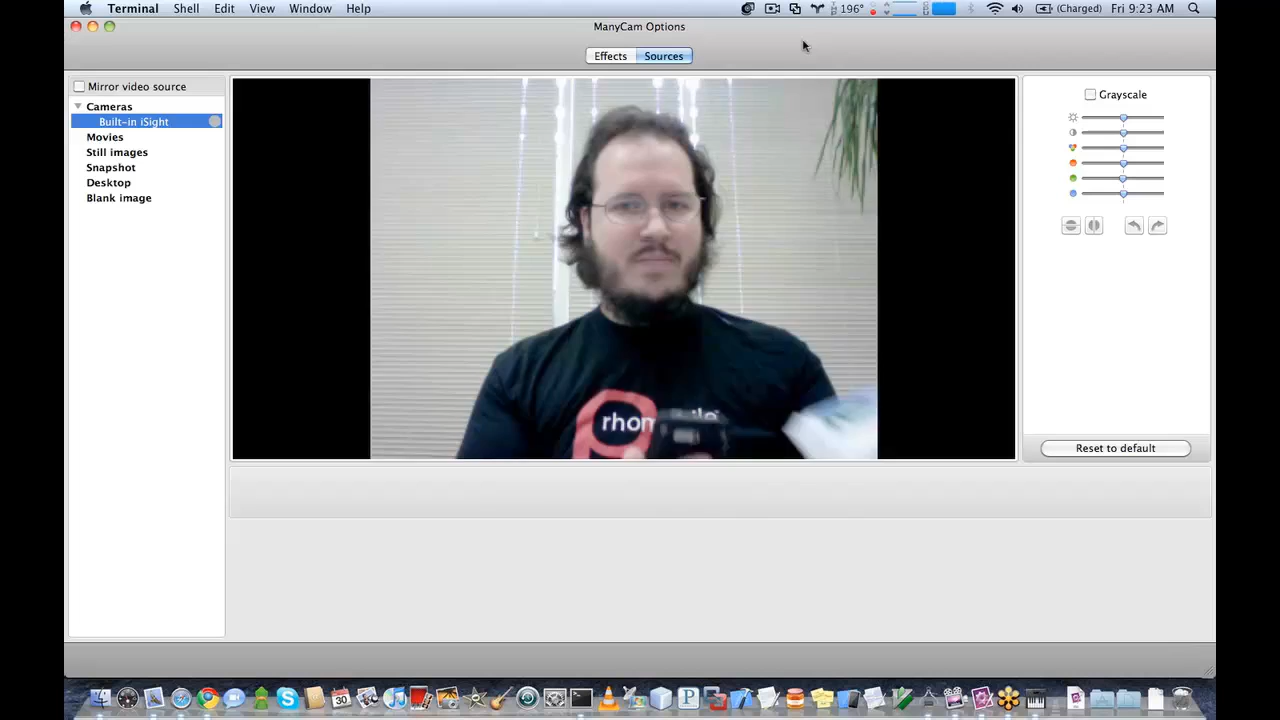 Terminal Shell Edit View Window Help 196° (Charged) Fri 9:23 AM
ManyCam Options
Effects Sources
Mirror video source
Cameras
Built-in iSight
Movies
Still images
Snapshot
Desktop
Blank image
Grayscale
Reset to default
30